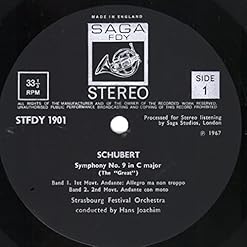 MADE IN ENGLAND
SAGA
FDY
33⅓
RPM
SIDE
1
STEREO
ALL RIGHTS OF THE MANUFACTURER AND OF THE OWNER OF THE RECORDED WORK RESERVED.
UNAUTHORISED PUBLIC PERFORMANCE BROADCASTING AND COPYING OF THIS RECORD PROHIBITED
STFDY 1901
Processed for Stereo listening
by Saga Studios, London
℗ 1967
SCHUBERT
Symphony No. 9 in C major
(The "Great")
Band 1. 1st Movt. Andante: Allegro ma non troppo
Band 2. 2nd Movt. Andante con moto
Strasbourg Festival Orchestra
conducted by Hans Joachim